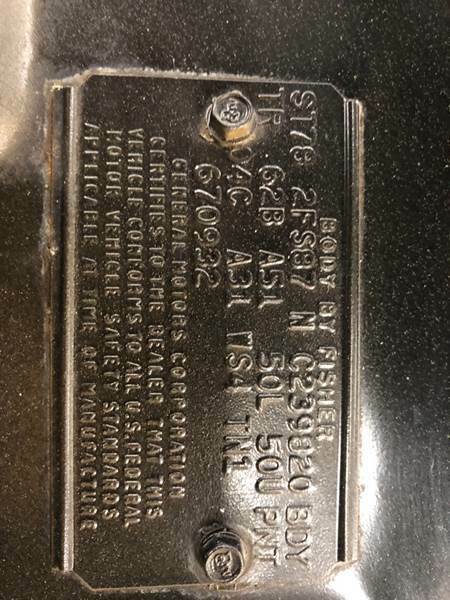 BODY BY FISHER
ST78 2FS87 N C239820 BDY
TR 62B A51 50L 50U PNT
04C A31 WS4 TN1
670932
GENERAL MOTORS CORPORATION
CERTIFIES TO THE DEALER THAT THIS
VEHICLE CONFORMS TO ALL U.S. FEDERAL
MOTOR VEHICLE SAFETY STANDARDS
APPLICABLE AT TIME OF MANUFACTURE